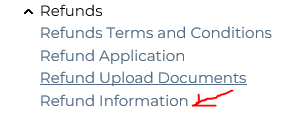 Refunds
Refunds Terms and Conditions
Refund Application
Refund Upload Documents
Refund Information